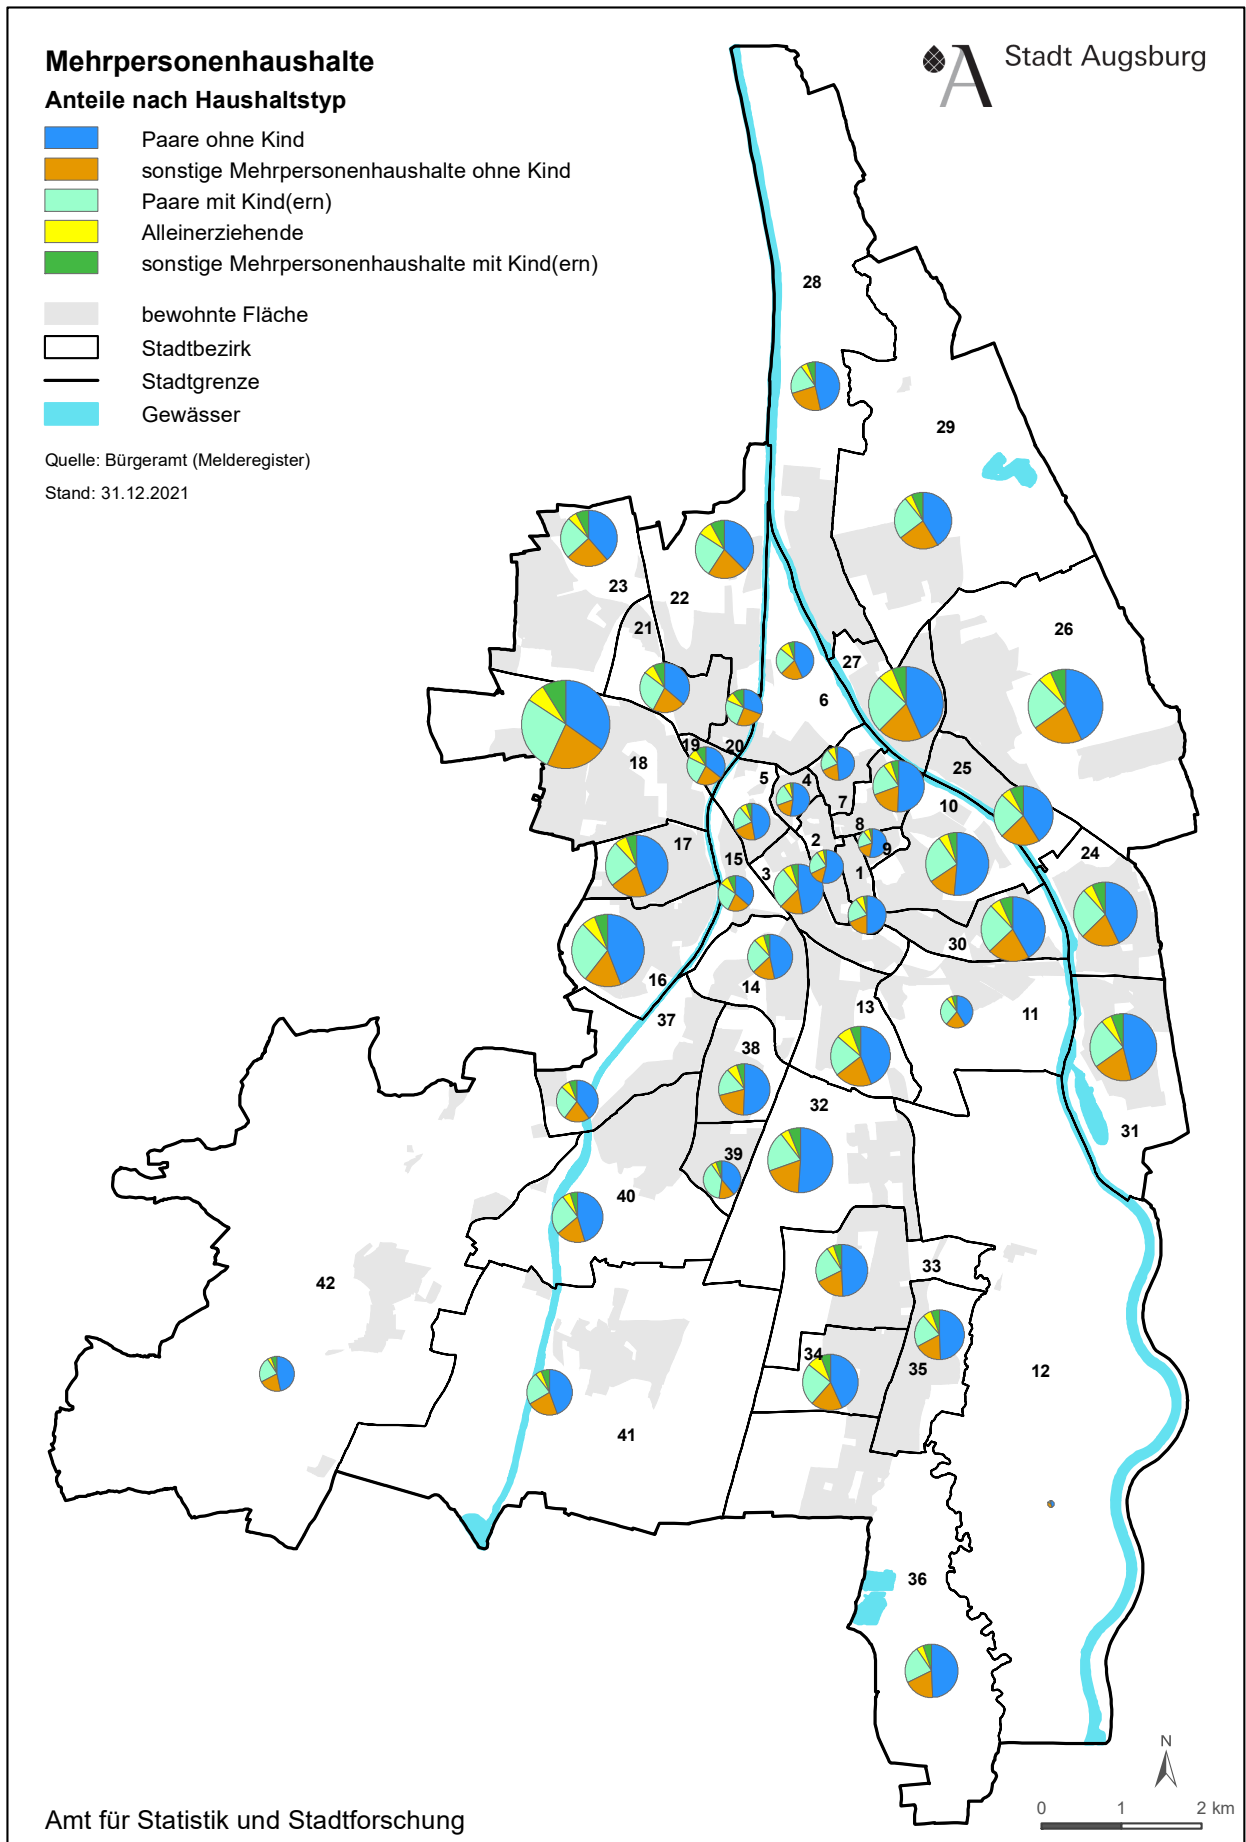 Mehrpersonenhaushalte
Anteile nach Haushaltstyp
Paare ohne Kind
sonstige Mehrpersonenhaushalte ohne Kind
Paare mit Kind(ern)
Alleinerziehende
sonstige Mehrpersonenhaushalte mit Kind(ern)
bewohnte Fläche
Stadtbezirk
Stadtgrenze
Gewässer
Quelle: Bürgeramt (Melderegister)
Stand: 31.12.2021
A Stadt Augsburg
28
29
23
22
21
26
27
6
19
20
18
5
4
7
25
10
8
2
9
17
15
3
1
24
30
16
14
37
13
11
38
32
31
39
40
33
42
34
35
12
41
36
N
0 1 2 km
Amt für Statistik und Stadtforschung